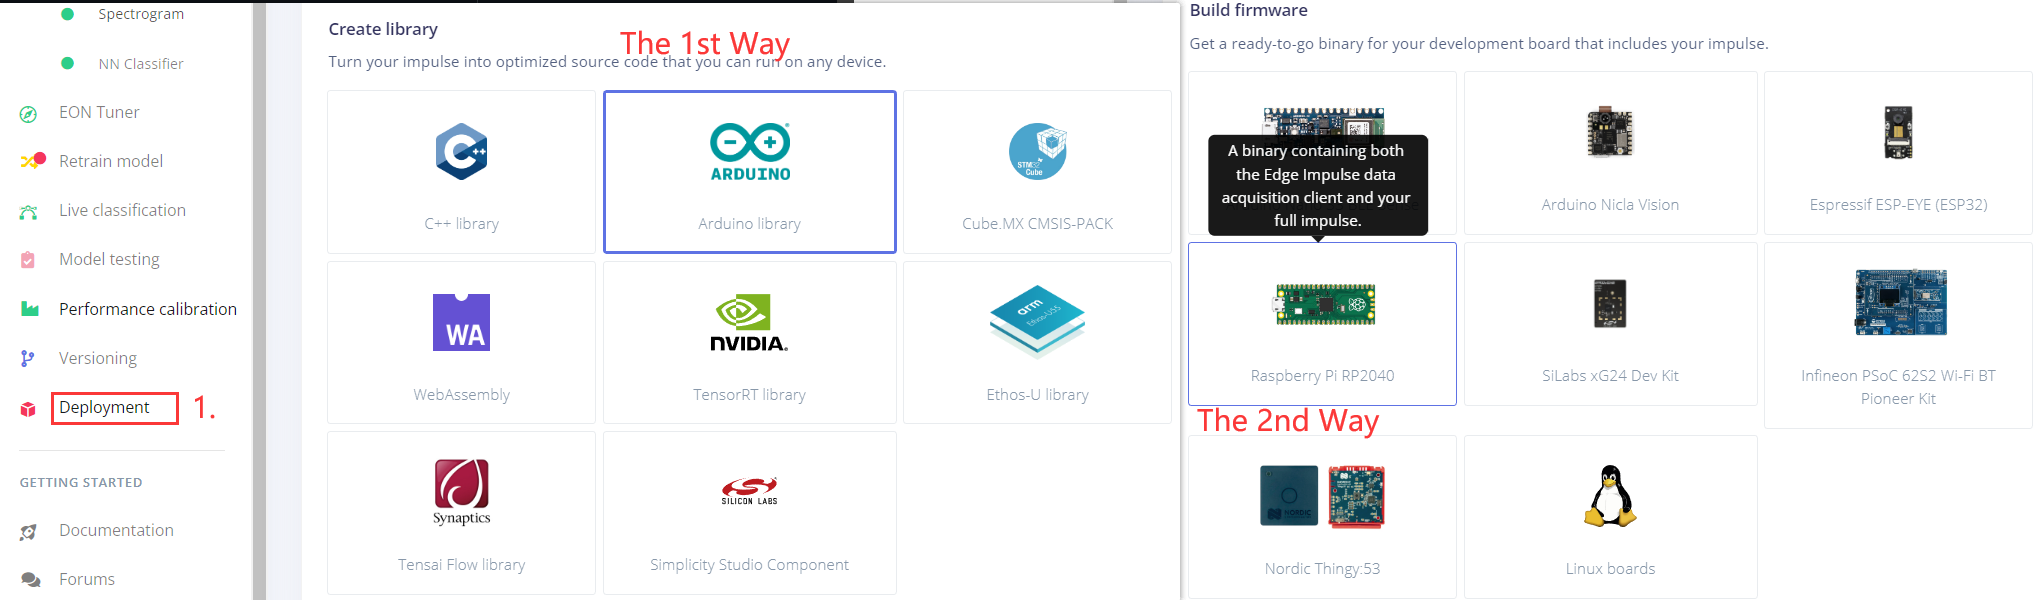 Spectrogram
NN Classifier
EON Tuner
Retrain model
Live classification
Model testing
Performance calibration
Versioning
Deployment
1.
GETTING STARTED
Documentation
Forums
Create library
The 1st Way
Turn your impulse into optimized source code that you can run on any device.
C++
C++ library
ARDUINO
Arduino library
STM32
Cube
Cube.MX CMSIS-PACK
WA
WebAssembly
NVIDIA.
TensorRT library
arm
Ethos-U55
Ethos-U library
Synaptics
Tensai Flow library
SILICON LABS
Simplicity Studio Component
Build firmware
Get a ready-to-go binary for your development board that includes your impulse.
A binary containing both
the Edge Impulse data
acquisition client and your
full impulse.
Arduino Nicla Vision
Espressif ESP-EYE (ESP32)
Raspberry Pi RP2040
SiLabs xG24 Dev Kit
Infineon PSoC 62S2 Wi-Fi BT
Pioneer Kit
The 2nd Way
NORDIC
Nordic Thingy:53
Linux boards